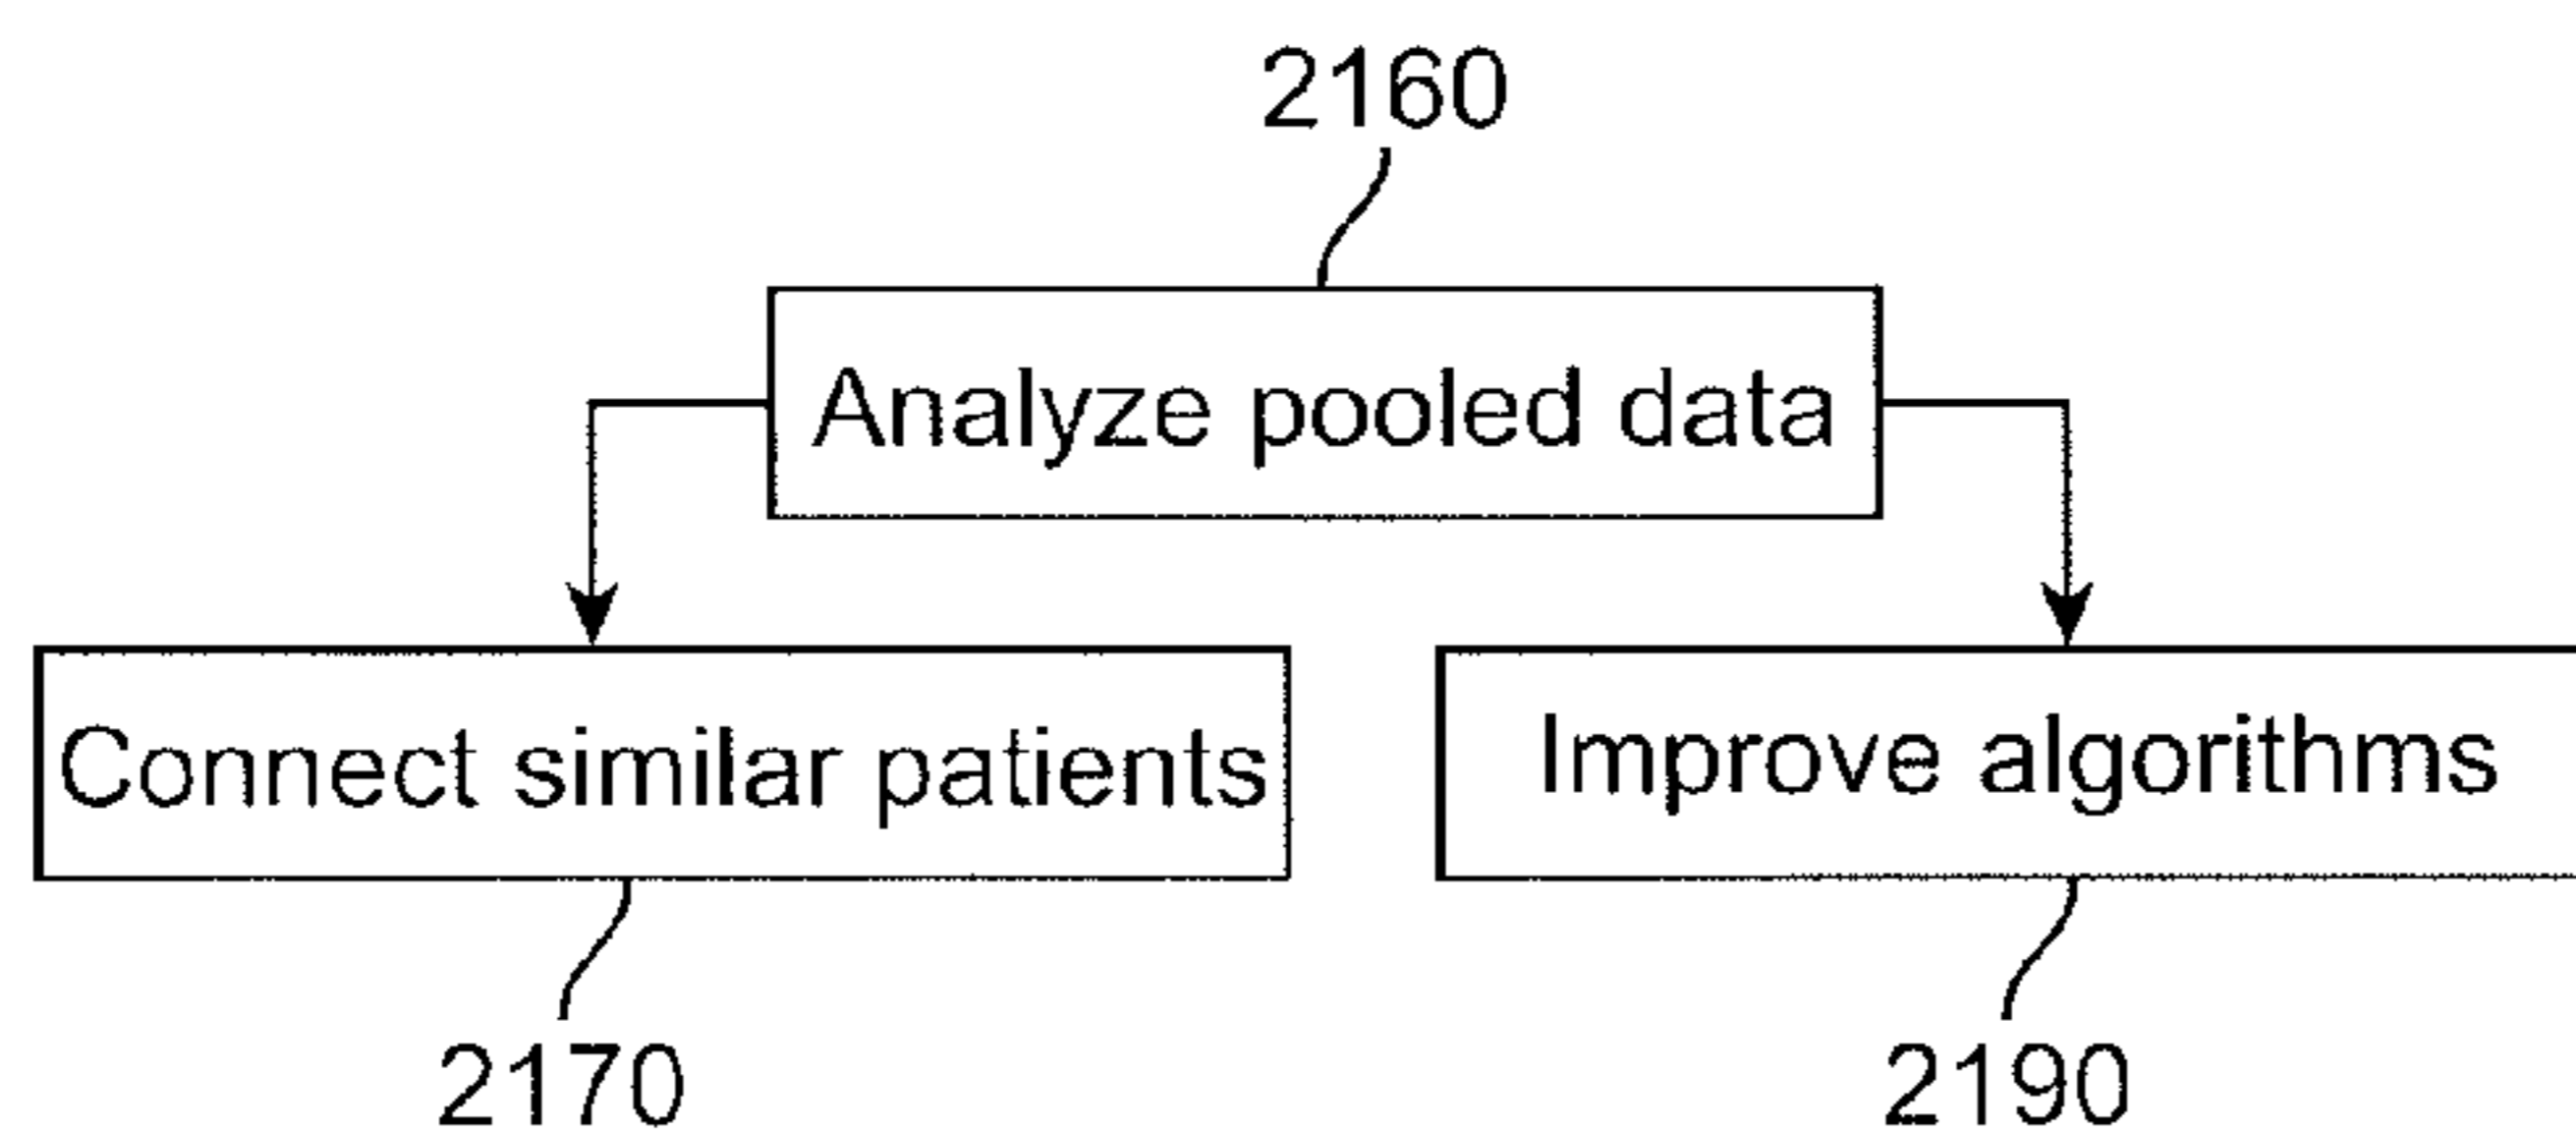 2160
Analyze pooled data
Connect similar patients
Improve algorithms
2170
2190